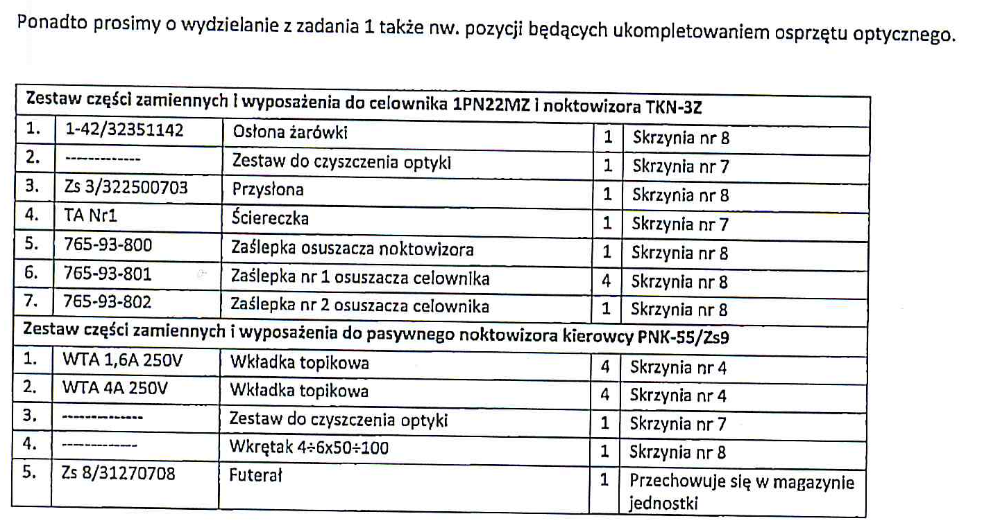 Ponadto prosimy o wydzielanie z zadania 1 także nw. pozycji będących ukompletowaniem osprzętu optycznego.
Zestaw części zamiennych i wyposażenia do celownika 1PN22MZ i noktowizora TKN-3Z
1. 1-42/32351142 Osłona żarówki 1 Skrzynia nr 8
2. ------------- Zestaw do czyszczenia optyki 1 Skrzynia nr 7
3. Zs 3/322500703 Przysłona 1 Skrzynia nr 8
4. TA Nr1 Ściereczka 1 Skrzynia nr 7
5. 765-93-800 Zaślepka osuszacza noktowizora 1 Skrzynia nr 8
6. 765-93-801 Zaślepka nr 1 osuszacza celownika 4 Skrzynia nr 8
7. 765-93-802 Zaślepka nr 2 osuszacza celownika 1 Skrzynia nr 8
Zestaw części zamiennych i wyposażenia do pasywnego noktowizora kierowcy PNK-55/Zs9
1. WTA 1,6A 250V Wkładka topikowa 4 Skrzynia nr 4
2. WTA 4A 250V Wkładka topikowa 4 Skrzynia nr 4
3. -------------- Zestaw do czyszczenia optyki 1 Skrzynia nr 7
4. ------------- Wkrętak 4÷6x50÷100 1 Skrzynia nr 8
5. Zs 8/31270708 Futerał 1 Przechowuje się w magazynie
jednostki